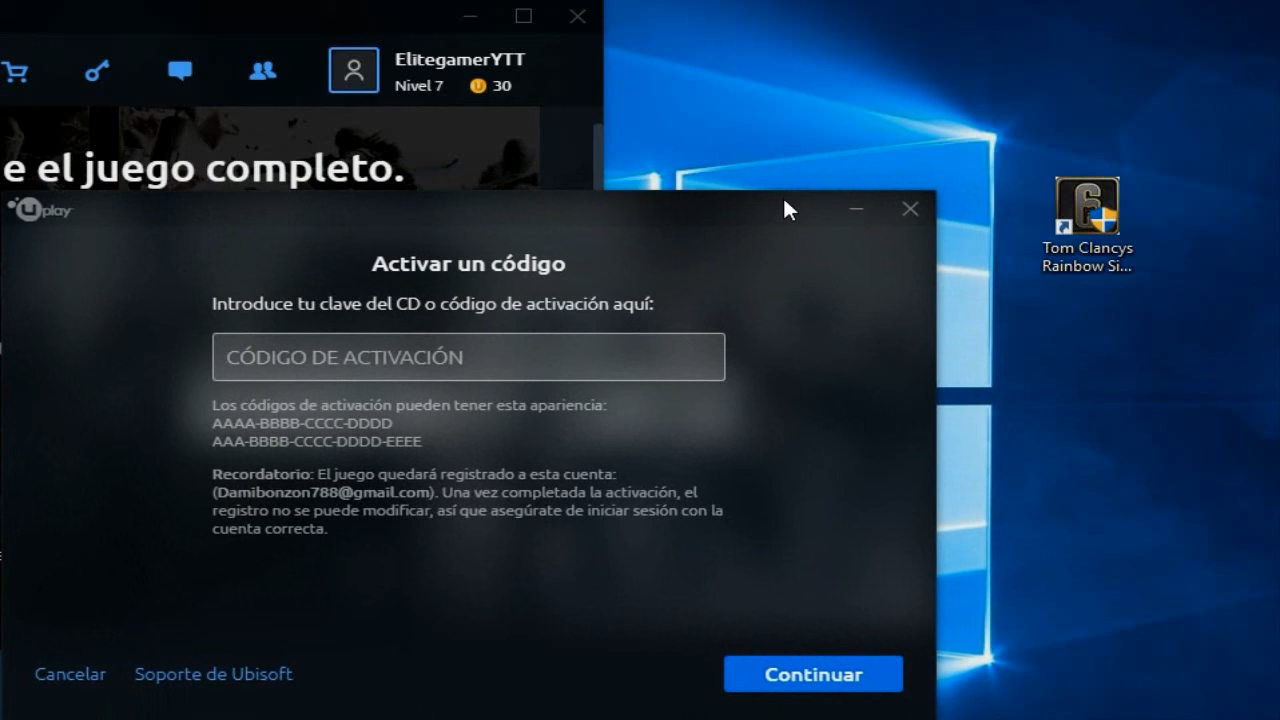 ElitegamerYTT
Nivel 7 30
e el juego completo.
Uplay
Activar un código
Introduce tu clave del CD o código de activación aquí:
CÓDIGO DE ACTIVACIÓN
Los códigos de activación pueden tener esta apariencia:
AAAA-BBBB-CCCC-DDDD
AAA-BBBB-CCCC-DDDD-EEEE
Recordatorio: El juego quedará registrado a esta cuenta:
(Damibonzon788@gmail.com). Una vez completada la activación, el
registro no se puede modificar, así que asegúrate de iniciar sesión con la
cuenta correcta.
Cancelar Soporte de Ubisoft Continuar
6
Tom Clancys
Rainbow Si...